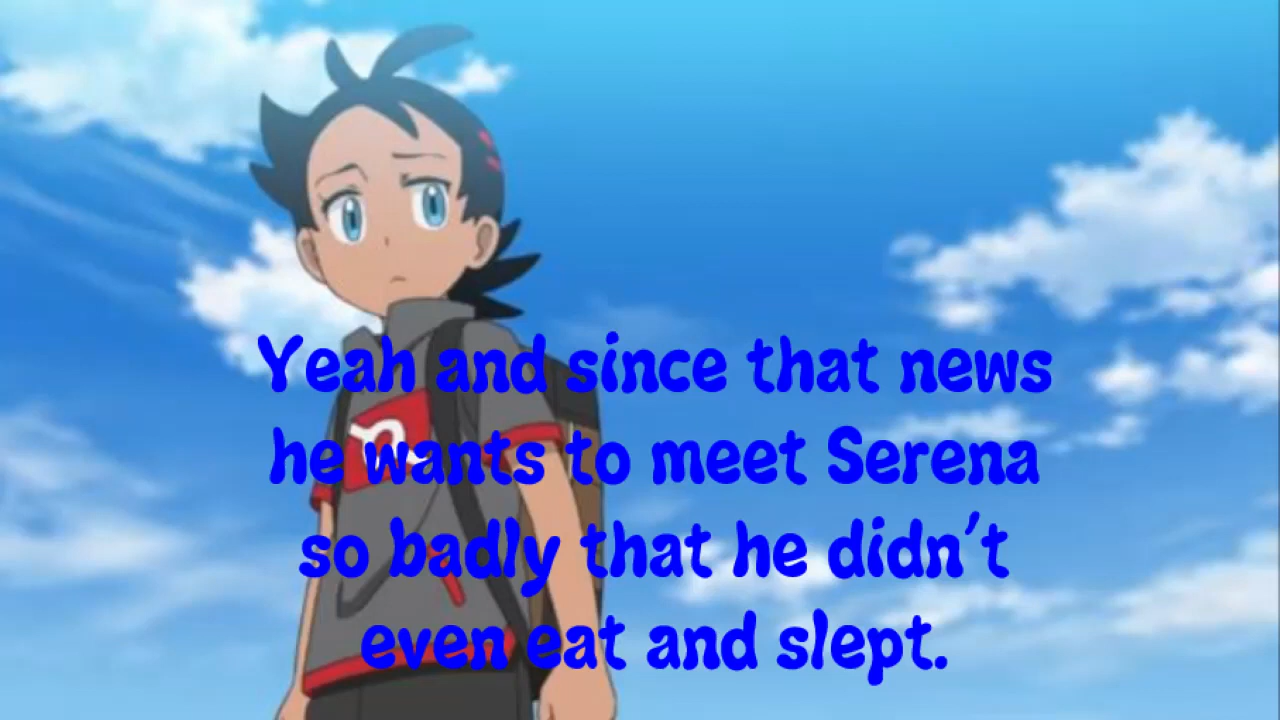 Yeah and since that news
he wants to meet Serena
so badly that he didn't
even eat and slept.